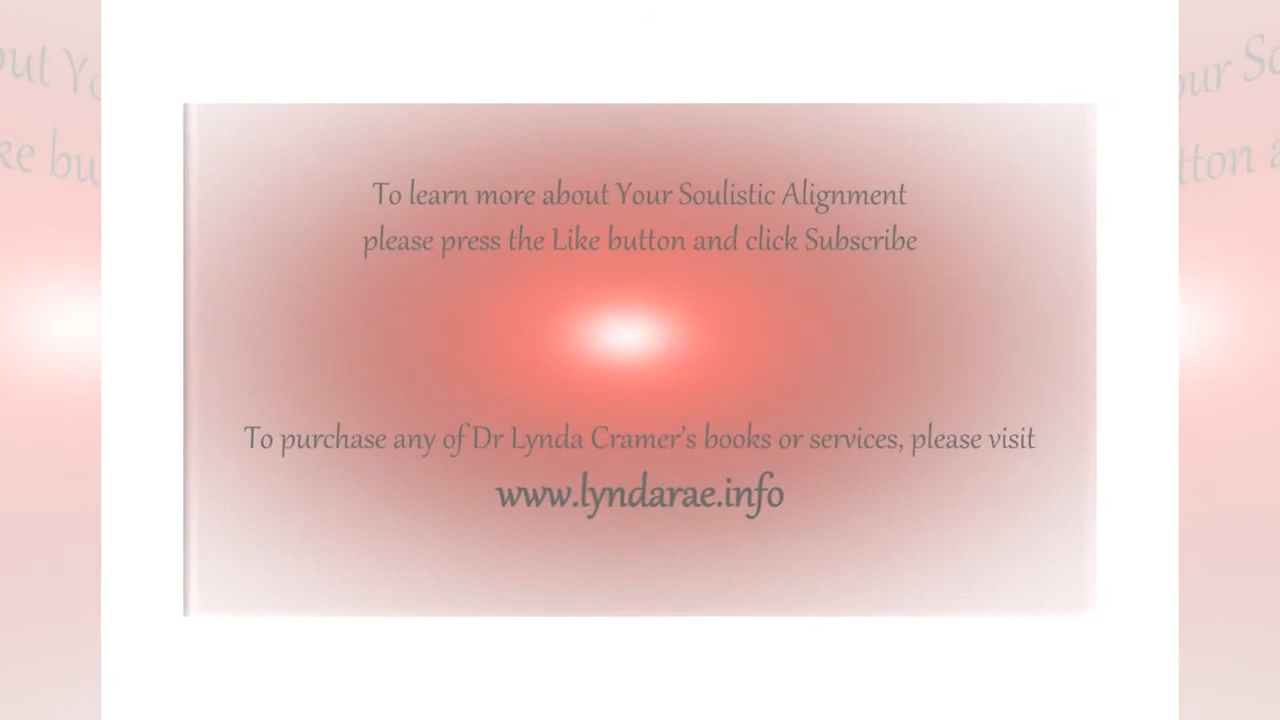 To learn more about Your Soulistic Alignment
please press the Like button and click Subscribe
To purchase any of Dr Lynda Cramer's books or services, please visit
www.lyndarae.info